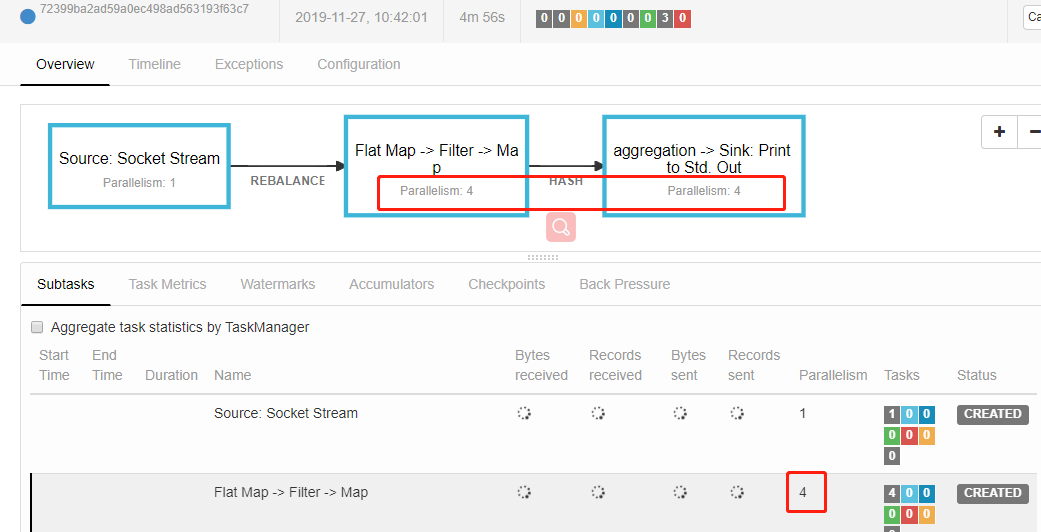 72399ba2ad59a0ec498ad563193f63c7
2019-11-27, 10:42:01
4m 56s
0 0 0 0 0 0 0 3 0
Ca
Overview Timeline Exceptions Configuration
Source: Socket Stream
Parallelism: 1
REBALANCE
Flat Map -> Filter -> Ma
p
Parallelism: 4
HASH
aggregation -> Sink: Print
to Std. Out
Parallelism: 4
+ −
Subtasks Task Metrics Watermarks Accumulators Checkpoints Back Pressure
Aggregate task statistics by TaskManager
Start End Bytes Records Bytes Records
Time Time Duration Name received received sent sent Parallelism Tasks Status
Source: Socket Stream 1 1 0 0 CREATED
0 0 0
0
Flat Map -> Filter -> Map 4 4 0 0 CREATED
0 0 0